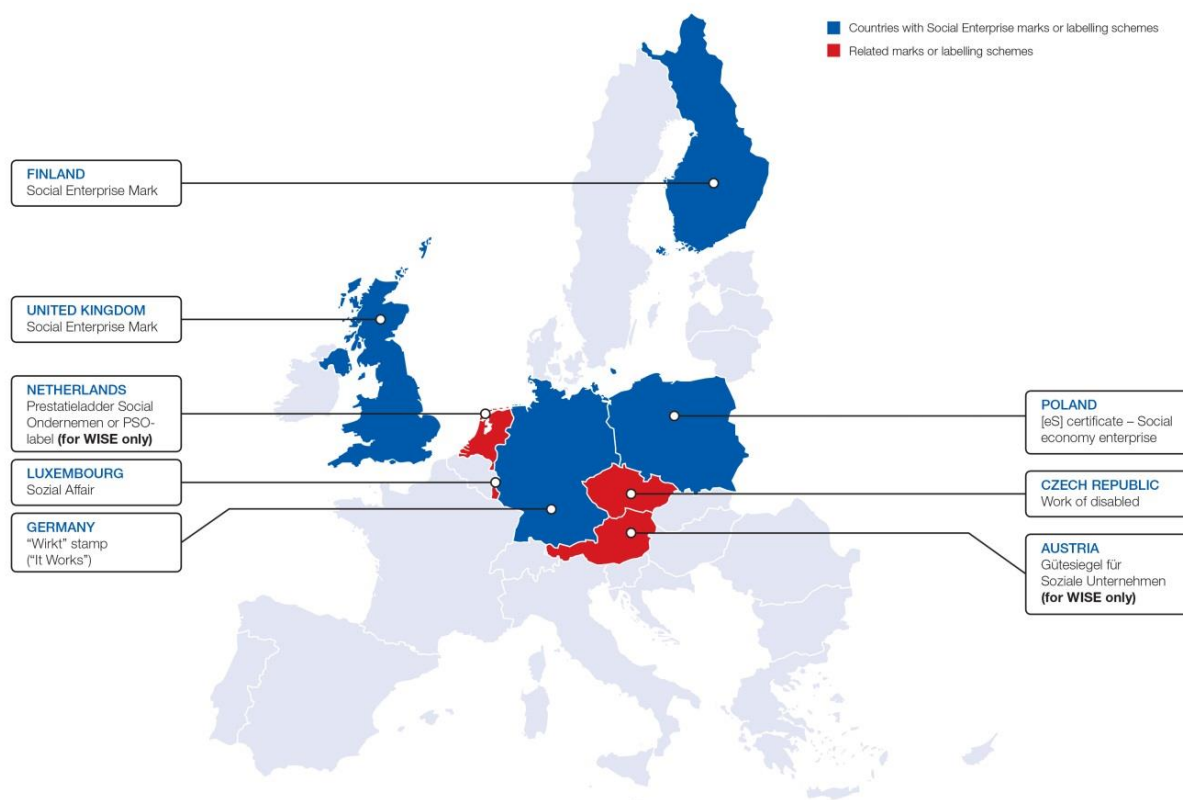 Countries with Social Enterprise marks or labelling schemes
Related marks or labelling schemes
FINLAND
Social Enterprise Mark
UNITED KINGDOM
Social Enterprise Mark
NETHERLANDS
Prestatieladder Social
Ondernemen or PSO-
label (for WISE only)
LUXEMBOURG
Sozial Affair
GERMANY
“Wirkt” stamp
(“It Works”)
POLAND
[eS] certificate – Social
economy enterprise
CZECH REPUBLIC
Work of disabled
AUSTRIA
Gütesiegel für
Soziale Unternehmen
(for WISE only)